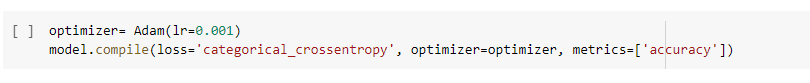 [ ] optimizer= Adam(lr=0.001)
model.compile(loss='categorical_crossentropy', optimizer=optimizer, metrics=['accuracy'])